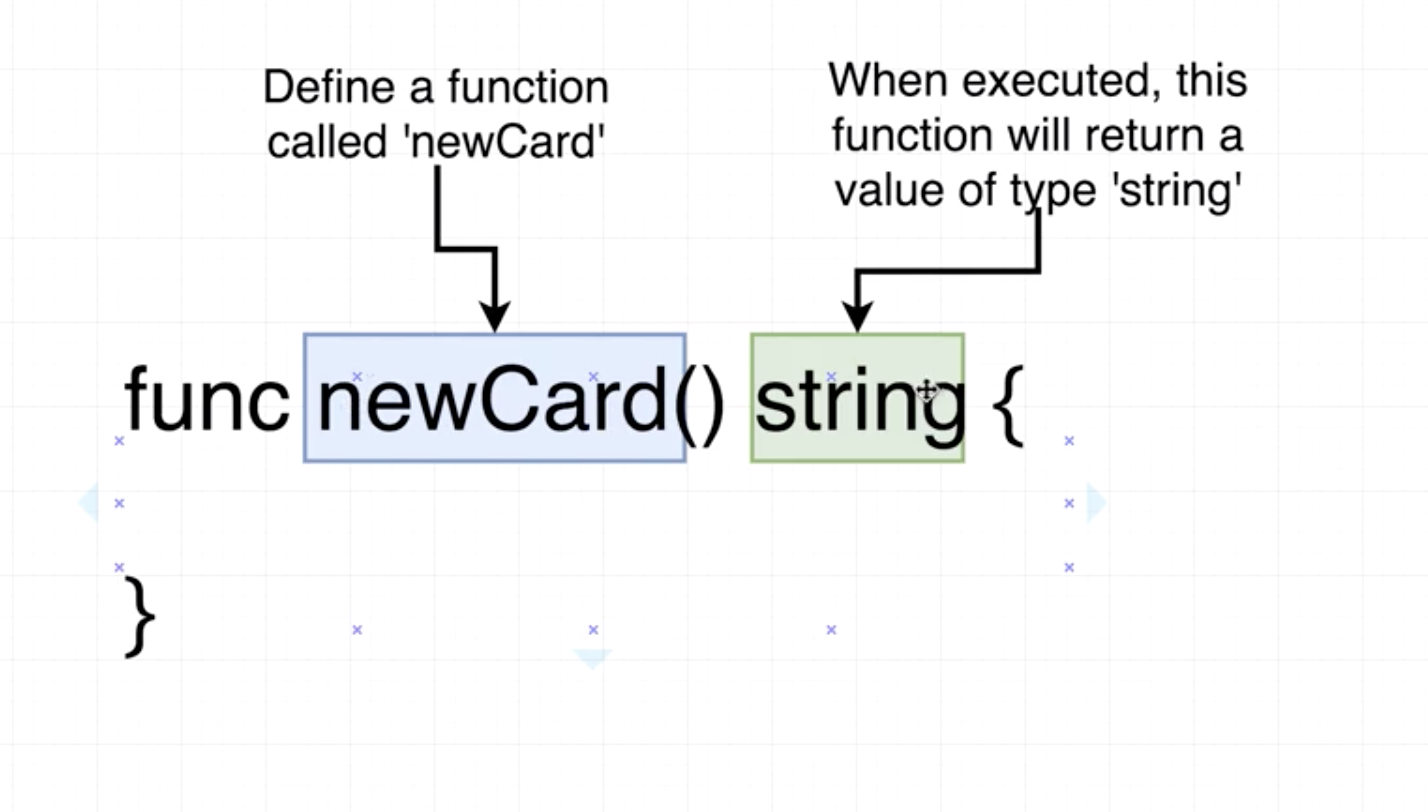 Define a function
called 'newCard'
When executed, this
function will return a
value of type 'string'
func newCard() string {
}